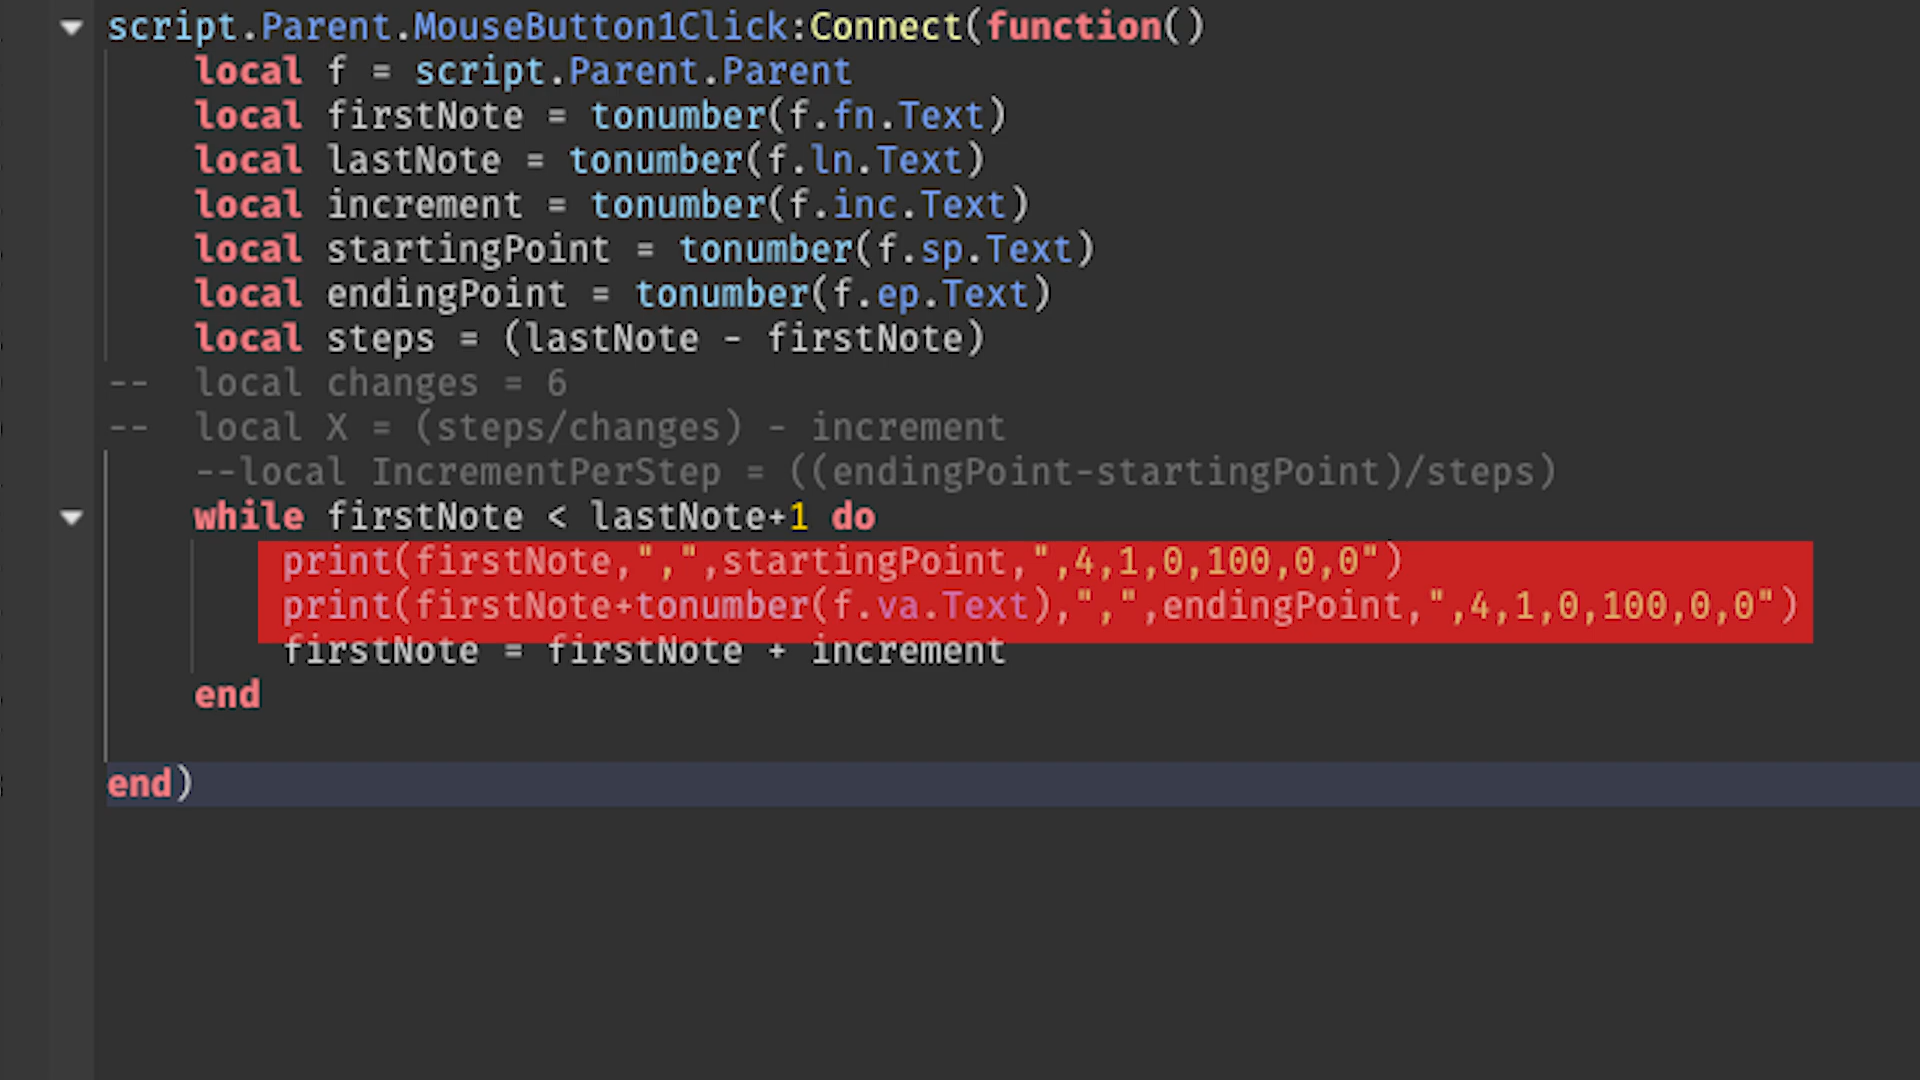 script.Parent.MouseButton1Click:Connect(function()
local f = script.Parent.Parent
local firstNote = tonumber(f.fn.Text)
local lastNote = tonumber(f.ln.Text)
local increment = tonumber(f.inc.Text)
local startingPoint = tonumber(f.sp.Text)
local endingPoint = tonumber(f.ep.Text)
local steps = (lastNote - firstNote)
-- local changes = 6
-- local X = (steps/changes) - increment
--local IncrementPerStep = ((endingPoint-startingPoint)/steps)
while firstNote < lastNote+1 do
print(firstNote,",",startingPoint,",4,1,0,100,0,0")
print(firstNote+tonumber(f.va.Text),",",endingPoint,",4,1,0,100,0,0")
firstNote = firstNote + increment
end
end)